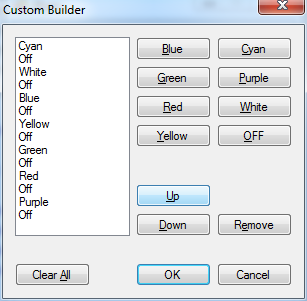 Custom Builder
Cyan
Off
White
Off
Blue
Off
Yellow
Off
Green
Off
Red
Off
Purple
Off
Blue
Cyan
Green
Purple
Red
White
Yellow
OFF
Up
Down
Remove
Clear All
OK
Cancel